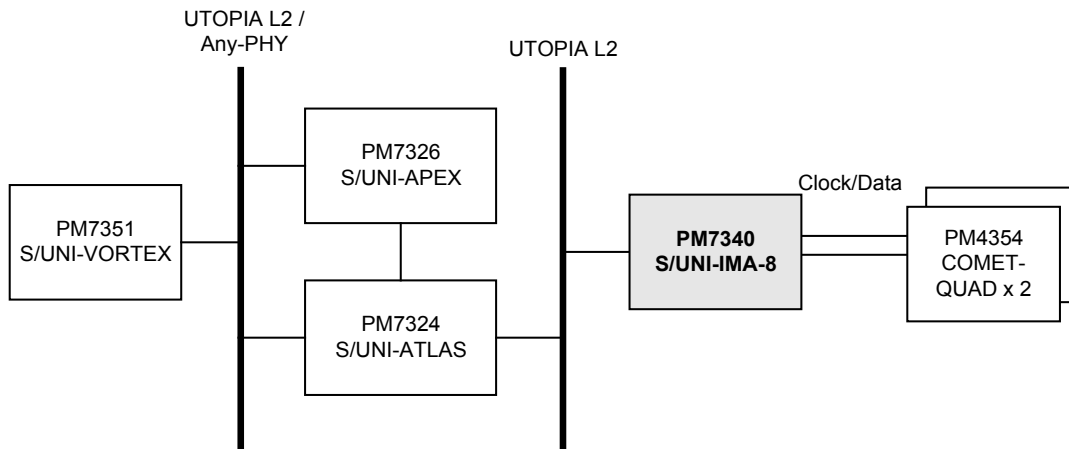 UTOPIA L2 /
Any-PHY
UTOPIA L2
PM7326
S/UNI-APEX
PM7351
S/UNI-VORTEX
PM7324
S/UNI-ATLAS
PM7340
S/UNI-IMA-8
Clock/Data
PM4354
COMET-
QUAD x 2